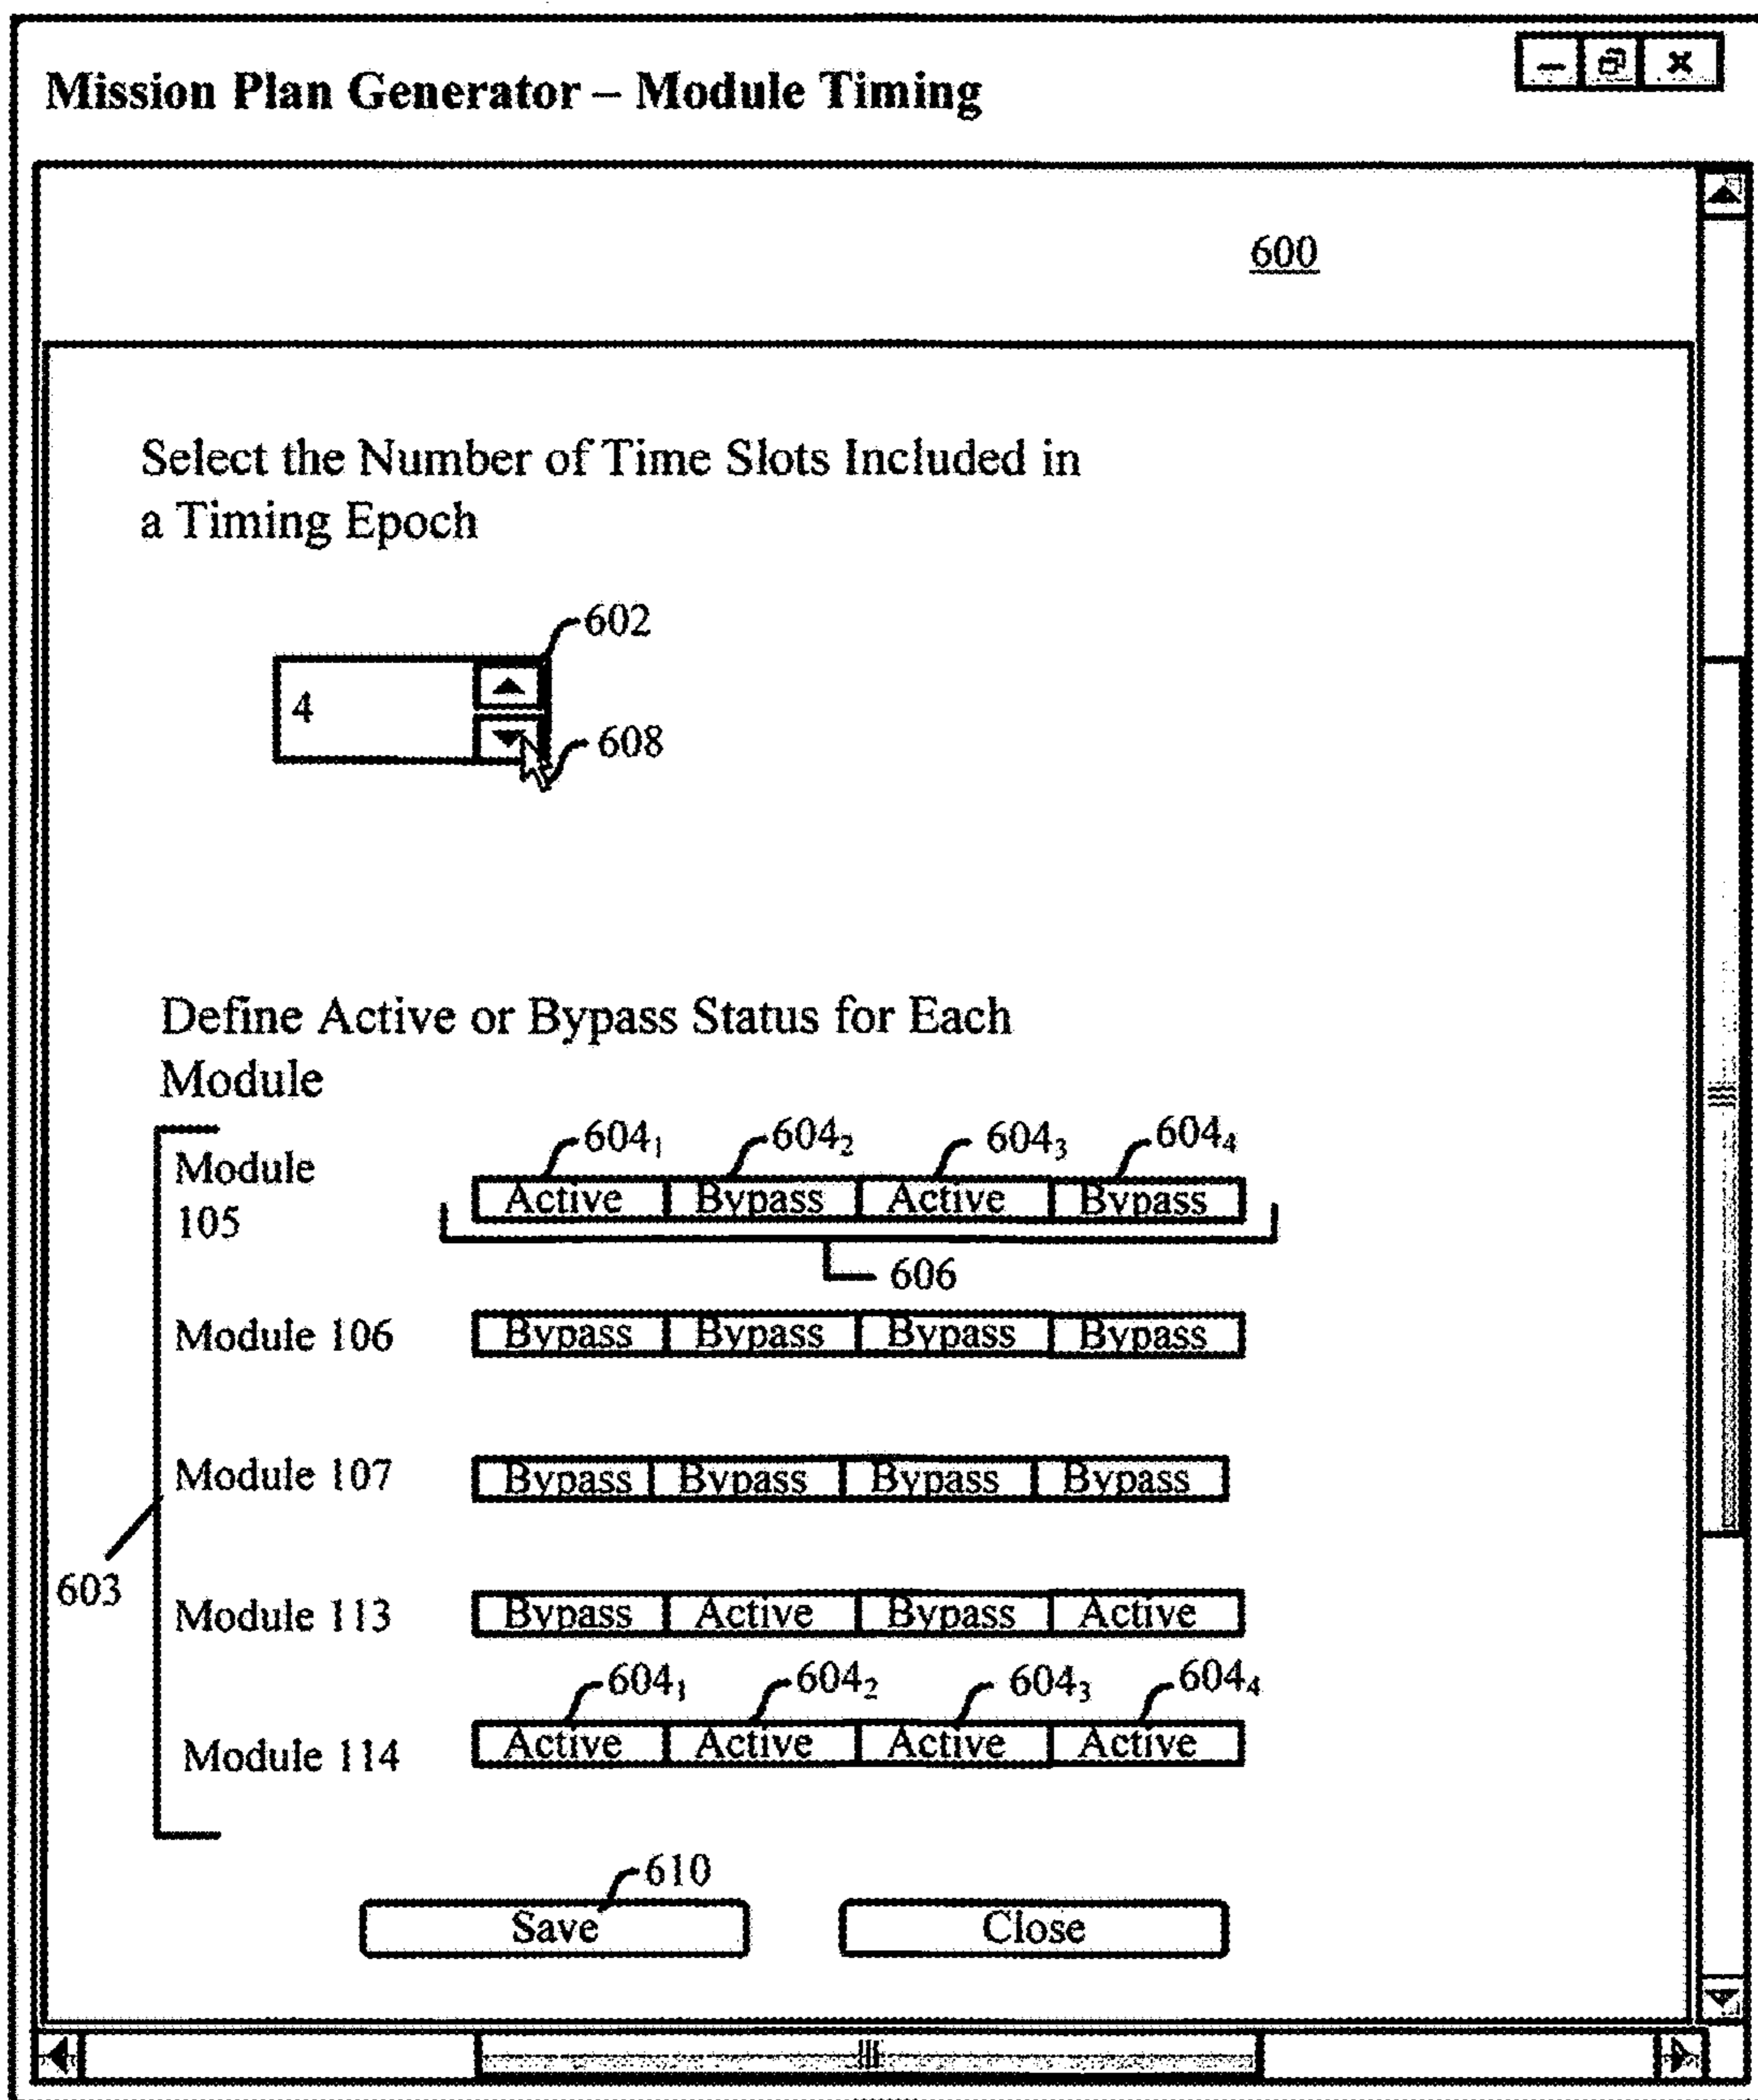 Mission Plan Generator – Module Timing
600
Select the Number of Time Slots Included in
a Timing Epoch
602
4
608
Define Active or Bypass Status for Each
Module
604₁ 604₂ 604₃ 604₄
Module
105
Active Bypass Active Bypass
606
Module 106 Bypass Bypass Bypass Bypass
Module 107 Bypass Bypass Bypass Bypass
603
Module 113 Bypass Active Bypass Active
604₁ 604₂ 604₃ 604₄
Module 114 Active Active Active Active
610
Save Close